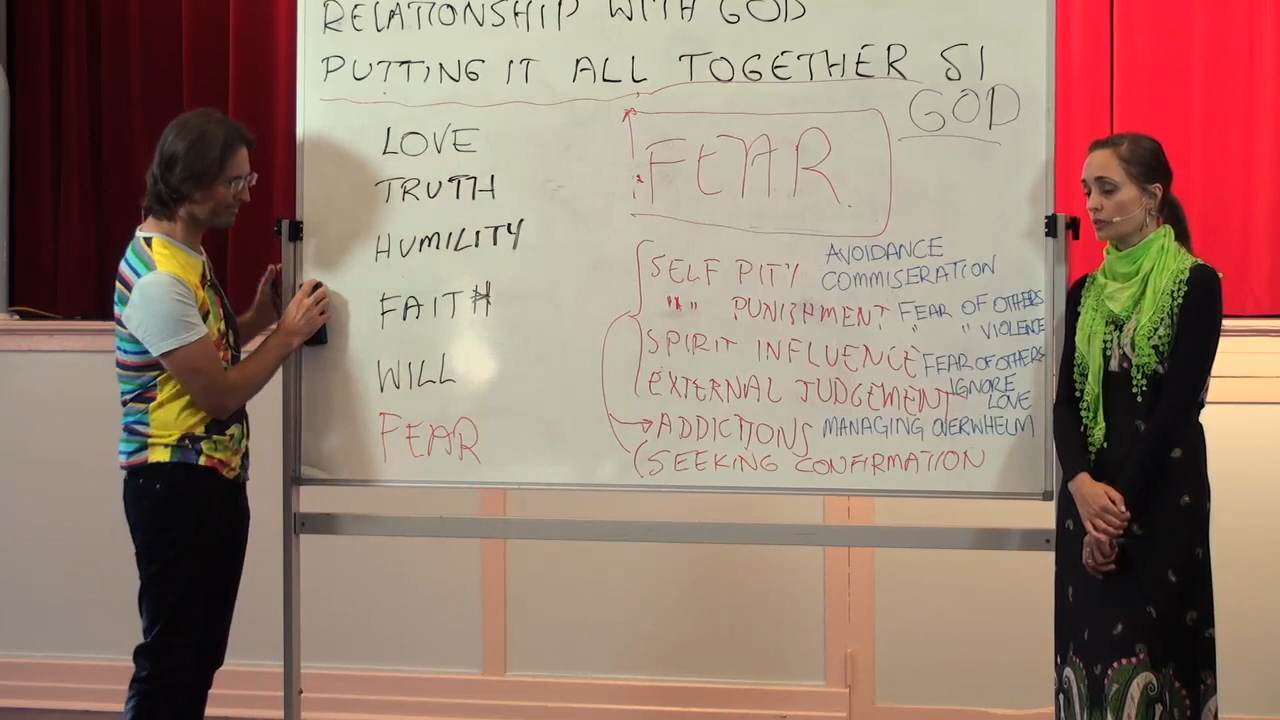 RELATIONSHIP WITH GOD
PUTTING IT ALL TOGETHER S1
GOD
LOVE
TRUTH
HUMILITY
FAITH
WILL
FEAR
FEAR
SELF PITY AVOIDANCE
COMMISERATION
" " PUNISHMENT FEAR OF OTHERS
" " VIOLENCE
SPIRIT INFLUENCE FEAR OF OTHERS
EXTERNAL JUDGEMENT IGNORE
LOVE
ADDICTIONS MANAGING OVERWHELM
SEEKING CONFIRMATION